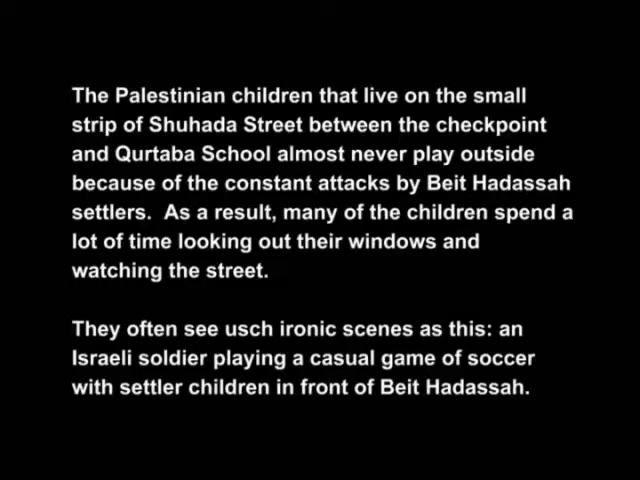 The Palestinian children that live on the small
strip of Shuhada Street between the checkpoint
and Qurtaba School almost never play outside
because of the constant attacks by Beit Hadassah
settlers.  As a result, many of the children spend a
lot of time looking out their windows and
watching the street.
They often see usch ironic scenes as this: an
Israeli soldier playing a casual game of soccer
with settler children in front of Beit Hadassah.